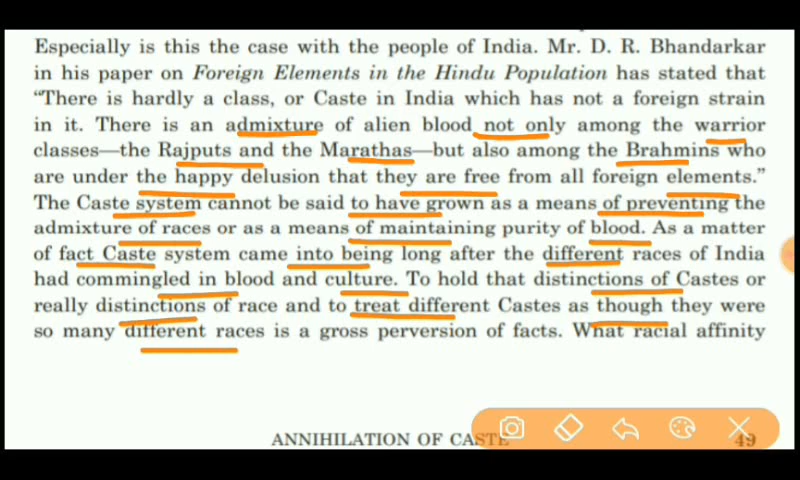 Especially is this the case with the people of India. Mr. D. R. Bhandarkar
in his paper on Foreign Elements in the Hindu Population has stated that
“There is hardly a class, or Caste in India which has not a foreign strain
in it. There is an admixture of alien blood not only among the warrior
classes—the Rajputs and the Marathas—but also among the Brahmins who
are under the happy delusion that they are free from all foreign elements.”
The Caste system cannot be said to have grown as a means of preventing the
admixture of races or as a means of maintaining purity of blood. As a matter
of fact Caste system came into being long after the different races of India
had commingled in blood and culture. To hold that distinctions of Castes or
really distinctions of race and to treat different Castes as though they were
so many different races is a gross perversion of facts. What racial affinity
ANNIHILATION OF CASTE 49